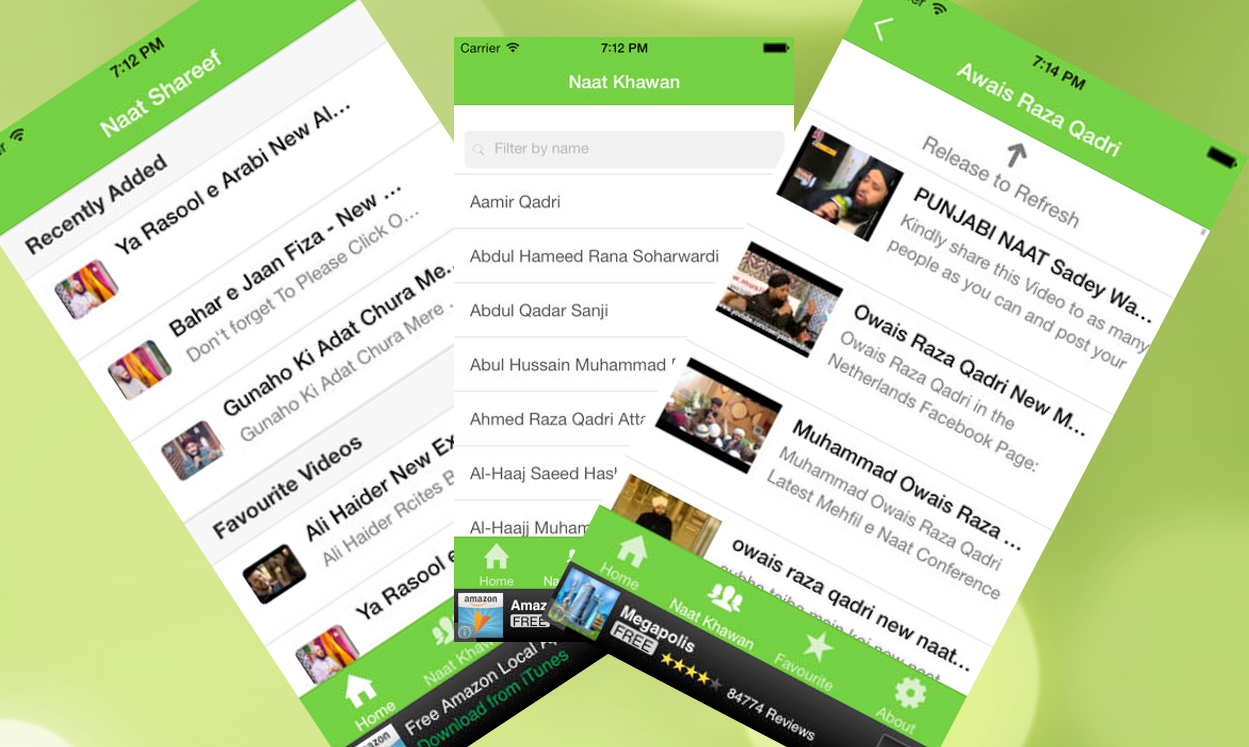 7:12 PM
Naat Shareef
Recently Added
Ya Rasool e Arabi New Al...
Bahar e Jaan Fiza - New ...
Don't forget To Please Click O...
Gunaho Ki Adat Chura Me...
Gunaho Ki Adat Chura Mere
Favourite Videos
Ali Haider New Ex
Ali Haider Rcites B
Ya Rasool e
Home
Naat Khaw
amazon
Free Amazon Local A
Download from iTunes
Carrier
7:12 PM
Naat Khawan
Filter by name
Aamir Qadri
Abdul Hameed Rana Soharwardi
Abdul Qadar Sanji
Abul Hussain Muhammad
Ahmed Raza Qadri Atta
Al-Haaj Saeed Hash
Al-Haajj Muham
Home
Na
amazon
Amaz
FREE
7:14 PM
Awais Raza Qadri
Release to Refresh
PUNJABI NAAT Sadey Wa...
Kindly share this Video to as many
people as you can and post your
Owais Raza Qadri New M...
Owais Raza Qadri in the
Netherlands Facebook Page:
Muhammad Owais Raza ...
Muhammad Owais Raza Qadri
Latest Mehfil e Naat Conference
owais raza qadri new naat...
Home
Naat Khawan
Favourite
About
Megapolis
FREE
84774 Reviews